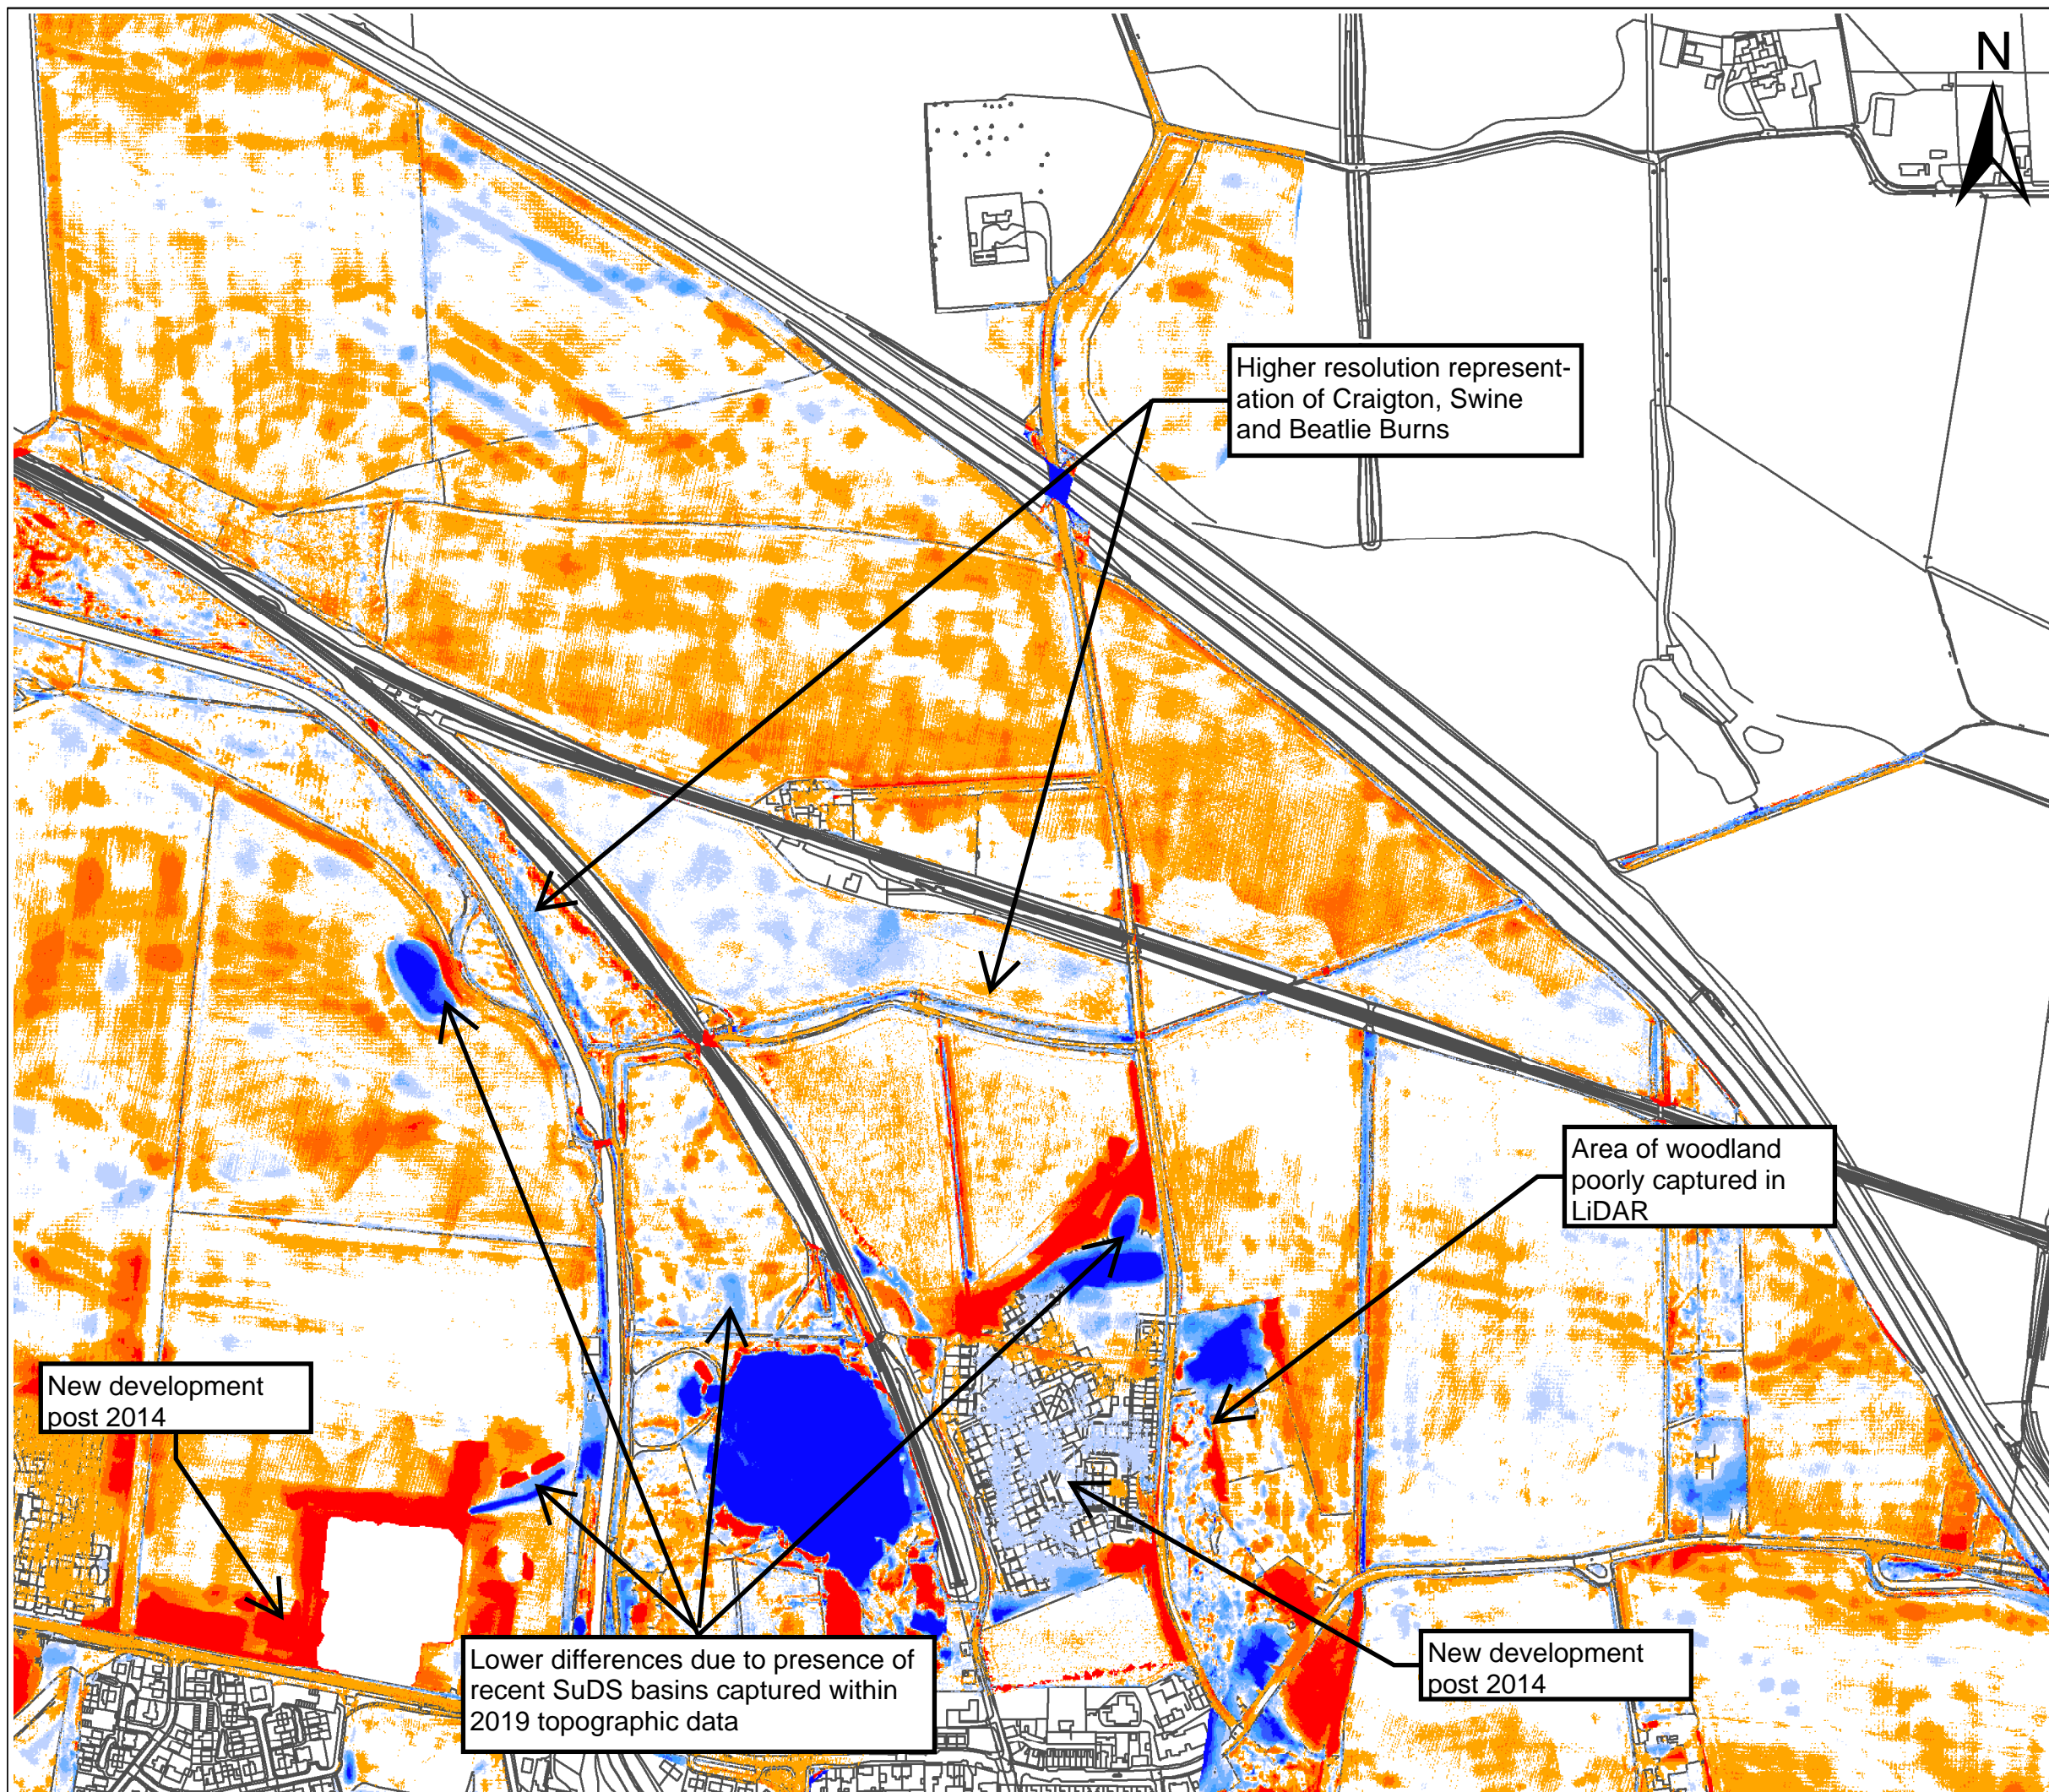 N
Higher resolution represent-
ation of Craigton, Swine
and Beatlie Burns
Area of woodland
poorly captured in
LiDAR
New development
post 2014
Lower differences due to presence of
recent SuDS basins captured within
2019 topographic data
New development
post 2014